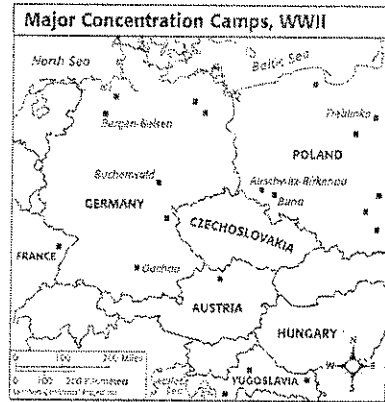 Major Concentration Camps, WWII
North Sea
Baltic Sea
Treblinka
Bergen-Belsen
POLAND
Buchenwald
Auschwitz-Birkenau
Buna
GERMANY
CZECHOSLOVAKIA
FRANCE
Dachau
AUSTRIA
HUNGARY
0 100 200 Miles
0 100 200 Kilometers
W E
S
YUGOSLAVIA